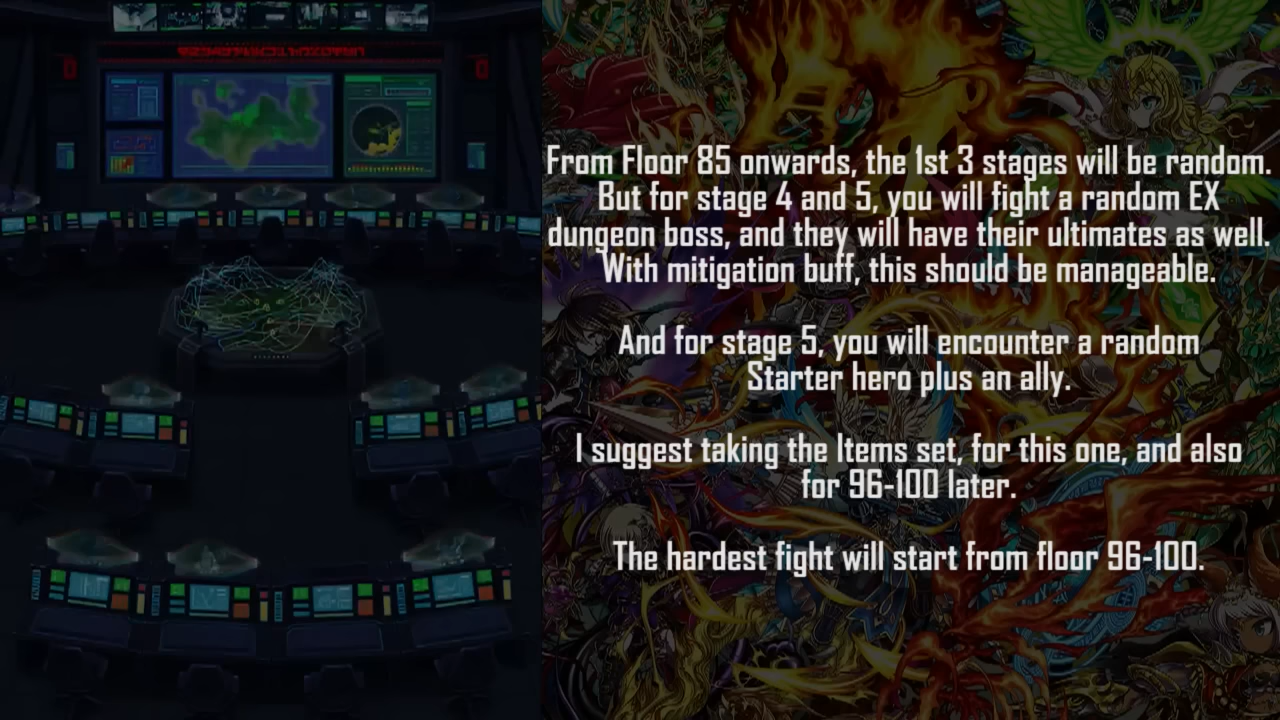 From Floor 85 onwards, the 1st 3 stages will be random.
But for stage 4 and 5, you will fight a random EX
dungeon boss, and they will have their ultimates as well.
With mitigation buff, this should be manageable.
And for stage 5, you will encounter a random
Starter hero plus an ally.
I suggest taking the Items set, for this one, and also
for 96-100 later.
The hardest fight will start from floor 96-100.